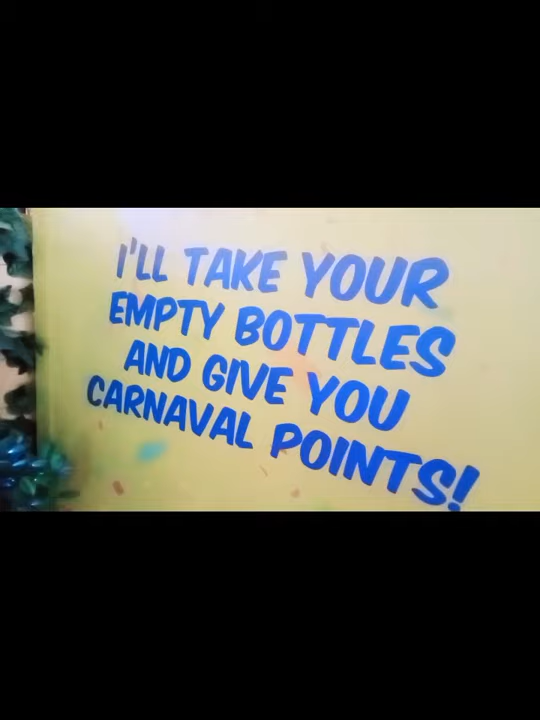 I'LL TAKE YOUR
EMPTY BOTTLES
AND GIVE YOU
CARNAVAL POINTS!